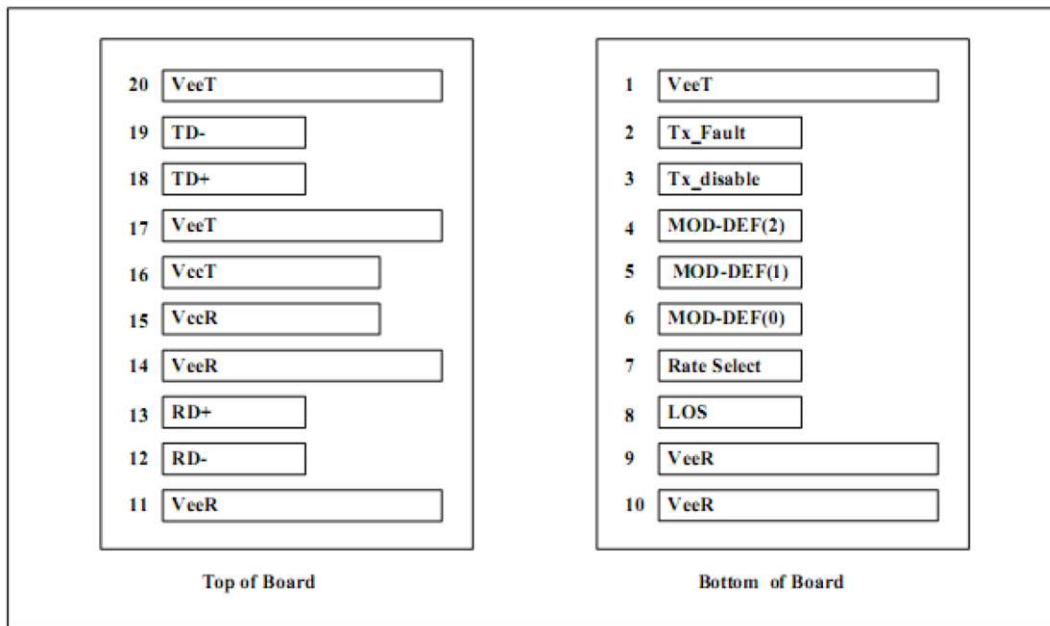 20 VeeT
19 TD-
18 TD+
17 VeeT
16 VccT
15 VccR
14 VeeR
13 RD+
12 RD-
11 VeeR
Top of Board
1 VeeT
2 Tx_Fault
3 Tx_disable
4 MOD-DEF(2)
5 MOD-DEF(1)
6 MOD-DEF(0)
7 Rate Select
8 LOS
9 VeeR
10 VeeR
Bottom of Board